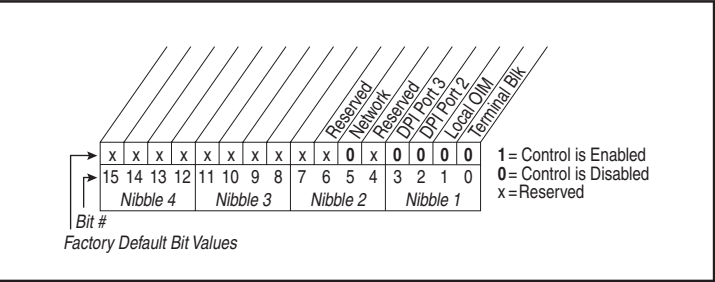 Reserved
Network
Reserved
DPI Port 3
DPI Port 2
Local OIM
Terminal Blk
x x x x x x x x x x 0 x 0 0 0 0
15 14 13 12 11 10 9 8 7 6 5 4 3 2 1 0
Nibble 4 Nibble 3 Nibble 2 Nibble 1
1 = Control is Enabled
0 = Control is Disabled
x = Reserved
Bit #
Factory Default Bit Values